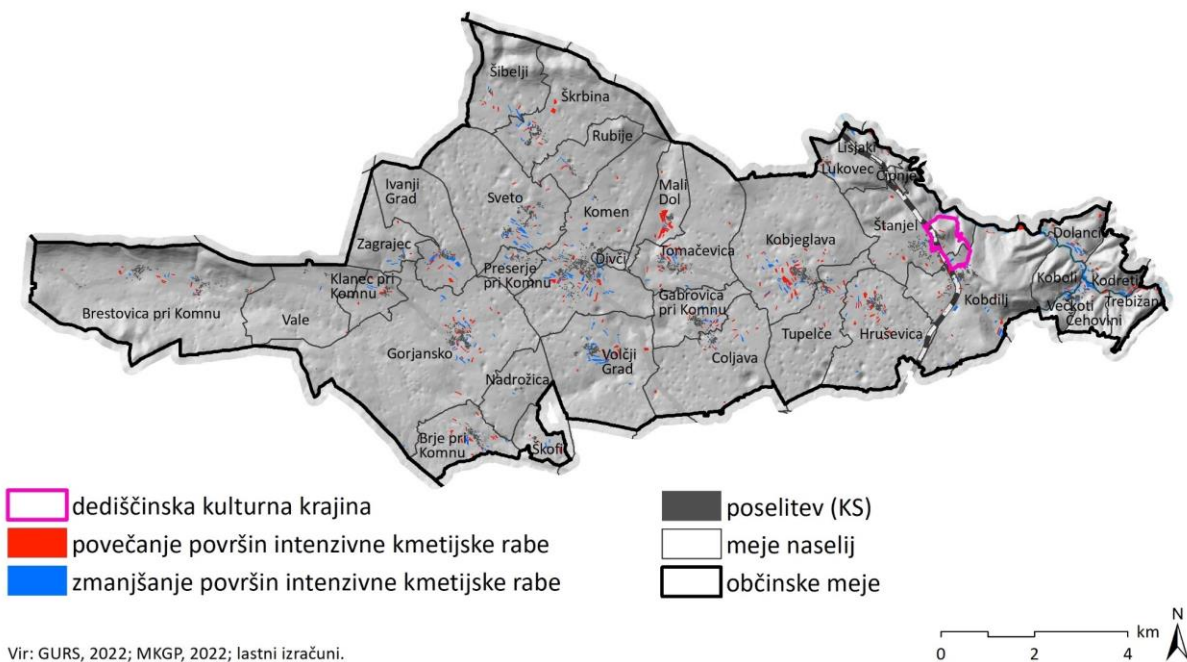 Šibelji
Škrbina
Rubije
Lisjaki
Lukovec
Čipnje
Ivanji
Grad
Sveto
Komen
Mali
Dol
Štanjel
Dolanci
Zagrajec
Divči
Tomačevica
Kobjeglava
Preserje
pri Komnu
Klanec pri
Komnu
Koboli
Kodreti
Gabrovica
pri Komnu
Kobdilj
Večkoti
Trebižani
Čehovini
Brestovica pri Komnu
Vale
Gorjansko
Volčji
Grad
Coljava
Tupelče
Hruševica
Nadrožica
Brje pri
Komnu
Škofi
dediščinska kulturna krajina
povečanje površin intenzivne kmetijske rabe
zmanjšanje površin intenzivne kmetijske rabe
poselitev (KS)
meje naselij
občinske meje
Vir: GURS, 2022; MKGP, 2022; lastni izračuni.
km
0 2 4
N